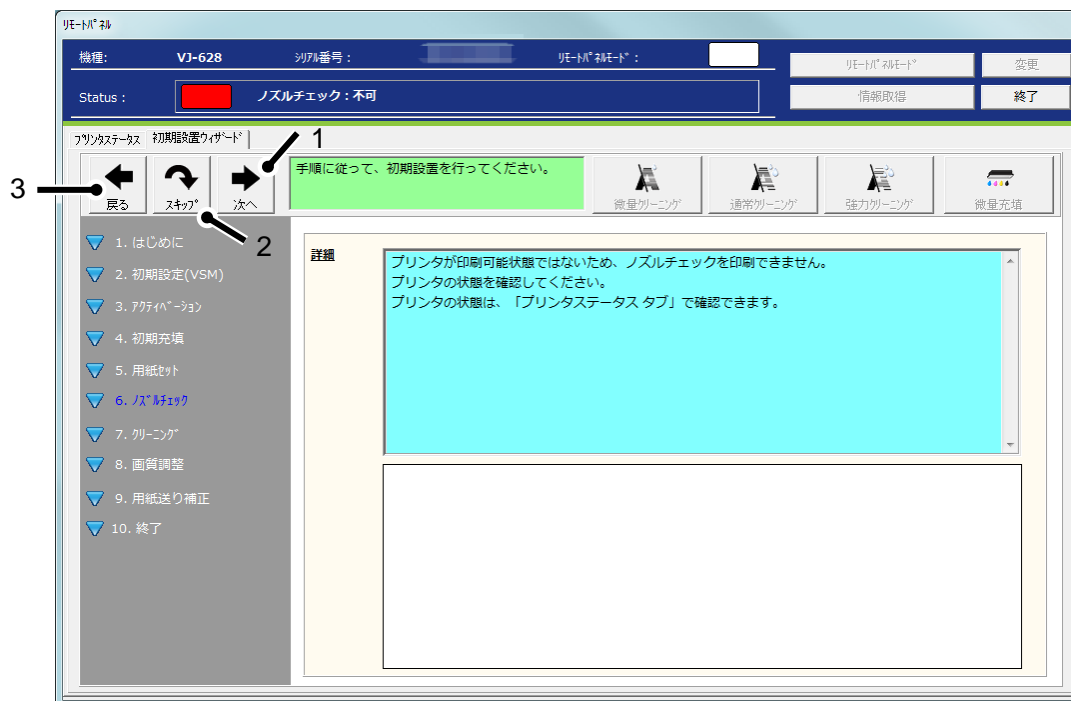 ﾘﾓｰﾄﾊﾟﾈﾙ
機種: VJ-628 ｼﾘｱﾙ番号： ﾘﾓｰﾄﾊﾟﾈﾙﾓｰﾄﾞ： ﾘﾓｰﾄﾊﾟﾈﾙﾓｰﾄﾞ 変更
Status： ノズルチェック：不可 情報取得 終了
ﾌﾟﾘﾝﾀｽﾃｰﾀｽ 初期設置ｳｨｻﾞｰﾄﾞ 1
手順に従って、初期設置を行ってください。
3 戻る ｽｷｯﾌﾟ 次へ 微量ｸﾘｰﾆﾝｸﾞ 通常ｸﾘｰﾆﾝｸﾞ 強力ｸﾘｰﾆﾝｸﾞ 微量充填
2
1. はじめに
2. 初期設定(VSM)
3. ｱｸﾃｨﾍﾞｰｼｮﾝ
4. 初期充填
5. 用紙ｾｯﾄ
6. ﾉｽﾞﾙﾁｪｯｸ
7. ｸﾘｰﾆﾝｸﾞ
8. 画質調整
9. 用紙送り補正
10. 終了
詳細
プリンタが印刷可能状態ではないため、ノズルチェックを印刷できません。
プリンタの状態を確認してください。
プリンタの状態は、「プリンタステータス タブ」で確認できます。